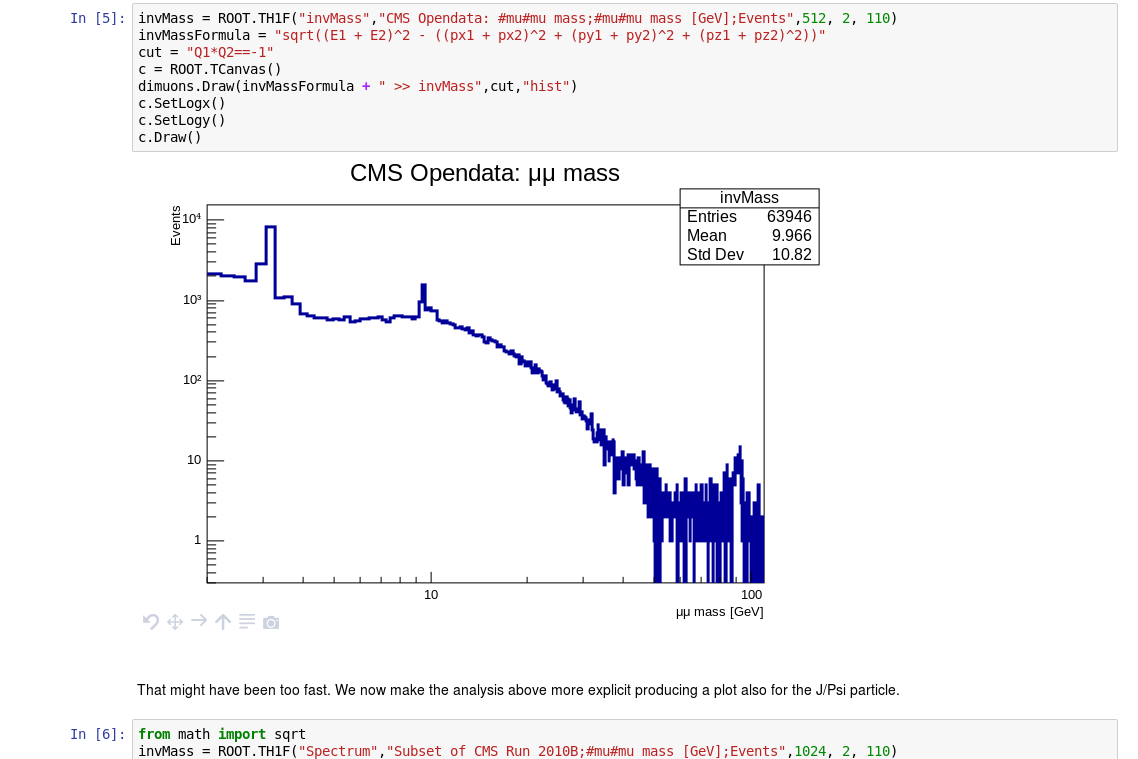 In [5]: invMass = ROOT.TH1F("invMass","CMS Opendata: #mu#mu mass;#mu#mu mass [GeV];Events",512, 2, 110)
invMassFormula = "sqrt((E1 + E2)^2 - ((px1 + px2)^2 + (py1 + py2)^2 + (pz1 + pz2)^2))"
cut = "Q1*Q2==-1"
c = ROOT.TCanvas()
dimuons.Draw(invMassFormula + " >> invMass",cut,"hist")
c.SetLogx()
c.SetLogy()
c.Draw()
CMS Opendata: μμ mass
invMass
Entries 63946
Mean 9.966
Std Dev 10.82
Events
10⁴
10³
10²
10
1
10 100
μμ mass [GeV]
That might have been too fast. We now make the analysis above more explicit producing a plot also for the J/Psi particle.
In [6]: from math import sqrt
invMass = ROOT.TH1F("Spectrum","Subset of CMS Run 2010B;#mu#mu mass [GeV];Events",1024, 2, 110)